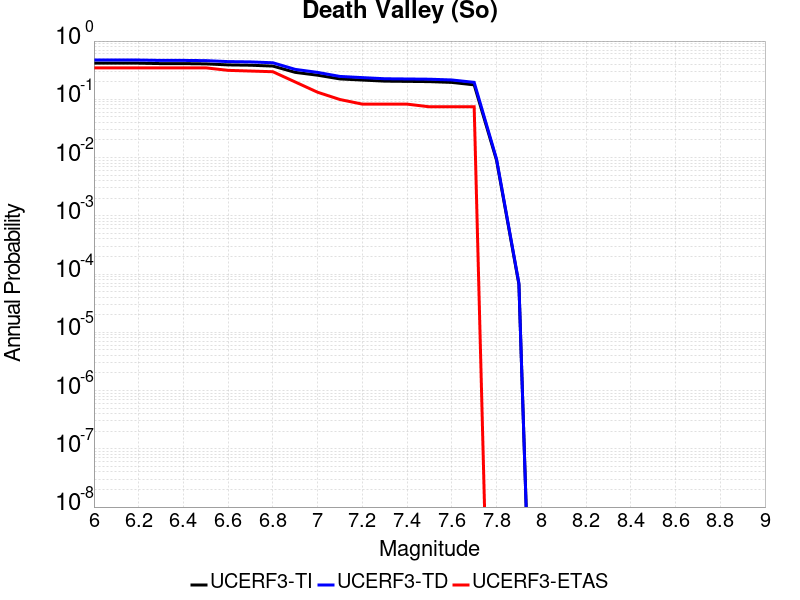 Death Valley (So)
10^0
10^-1
10^-2
10^-3
10^-4
10^-5
10^-6
10^-7
10^-8
Annual Probability
6 6.2 6.4 6.6 6.8 7 7.2 7.4 7.6 7.8 8 8.2 8.4 8.6 8.8 9
Magnitude
UCERF3-TI UCERF3-TD UCERF3-ETAS